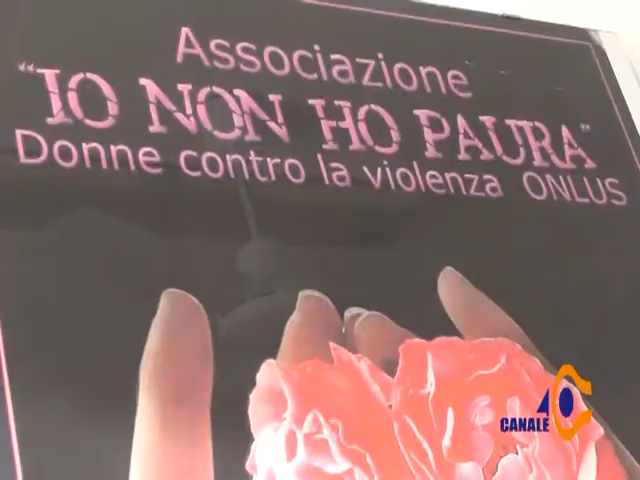 Associazione
"IO NON HO PAURA"
Donne contro la violenza ONLUS
CANALE